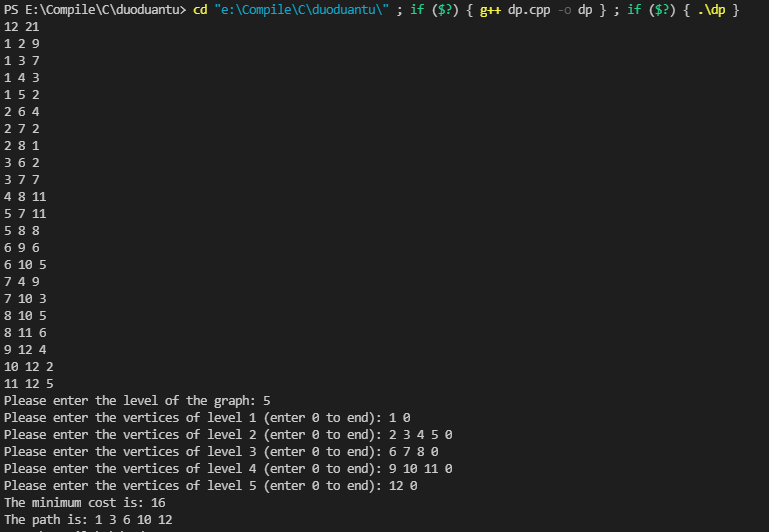 PS E:\Compile\C\duoduantu> cd "e:\Compile\C\duoduantu\" ; if ($?) { g++ dp.cpp -o dp } ; if ($?) { .\dp }
12 21
1 2 9
1 3 7
1 4 3
1 5 2
2 6 4
2 7 2
2 8 1
3 6 2
3 7 7
4 8 11
5 7 11
5 8 8
6 9 6
6 10 5
7 4 9
7 10 3
8 10 5
8 11 6
9 12 4
10 12 2
11 12 5
Please enter the level of the graph: 5
Please enter the vertices of level 1 (enter 0 to end): 1 0
Please enter the vertices of level 2 (enter 0 to end): 2 3 4 5 0
Please enter the vertices of level 3 (enter 0 to end): 6 7 8 0
Please enter the vertices of level 4 (enter 0 to end): 9 10 11 0
Please enter the vertices of level 5 (enter 0 to end): 12 0
The minimum cost is: 16
The path is: 1 3 6 10 12